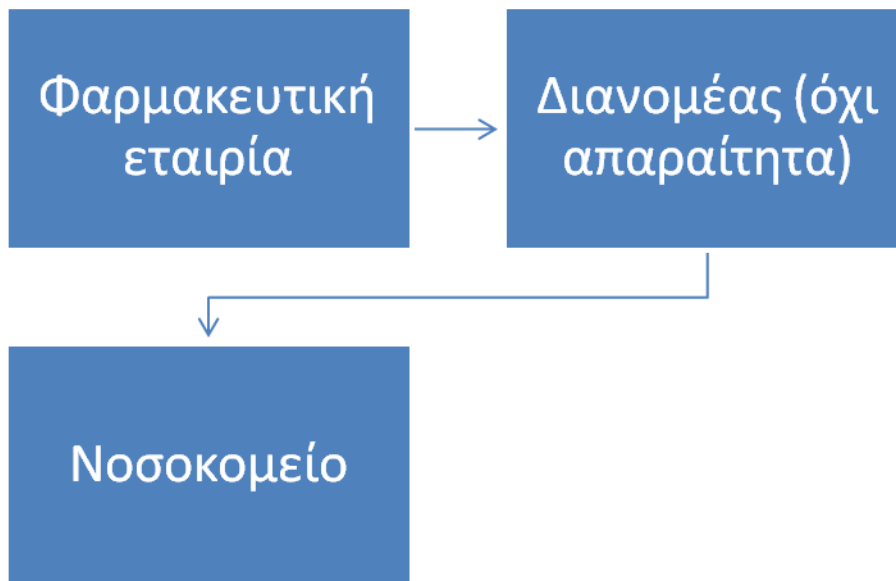 Φαρμακευτική
εταιρία
Διανομέας (όχι
απαραίτητα)
Νοσοκομείο